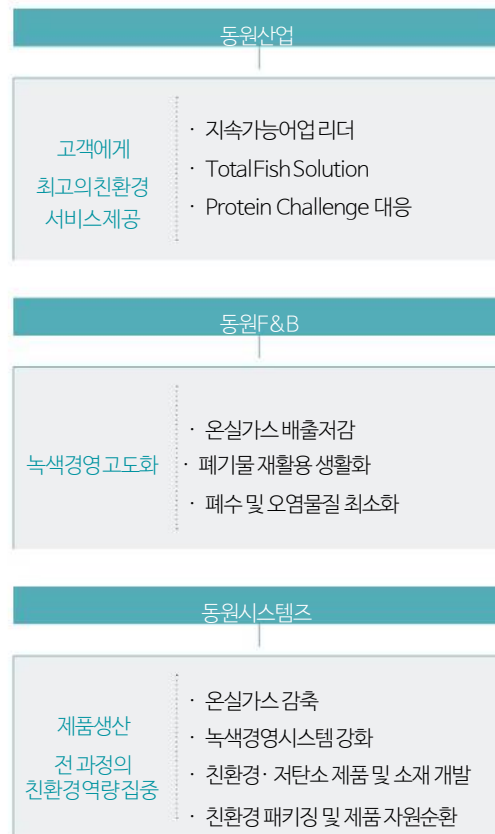 동원산업
고객에게
최고의친환경
서비스제공
· 지속가능어업 리더
· Total Fish Solution
· Protein Challenge 대응
동원F&B
녹색경영 고도화
· 온실가스 배출저감
· 폐기물 재활용 생활화
· 폐수 및 오염물질 최소화
동원시스템즈
제품생산
전 과정의
친환경역량집중
· 온실가스 감축
· 녹색경영시스템 강화
· 친환경· 저탄소 제품 및 소재 개발
· 친환경 패키징 및 제품 자원순환